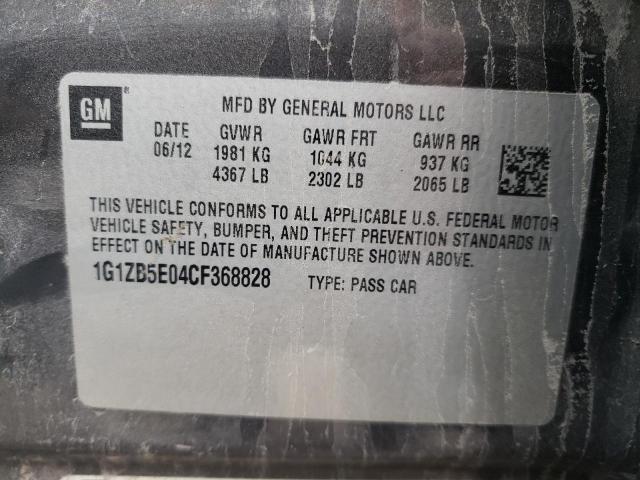 GM
®
MFD BY GENERAL MOTORS LLC
DATE GVWR GAWR FRT GAWR RR
06/12 1981 KG 1044 KG 937 KG
4367 LB 2302 LB 2065 LB
THIS VEHICLE CONFORMS TO ALL APPLICABLE U.S. FEDERAL MOTOR
VEHICLE SAFETY, BUMPER, AND THEFT PREVENTION STANDARDS IN
EFFECT ON THE DATE OF MANUFACTURE SHOWN ABOVE.
1G1ZB5E04CF368828 TYPE: PASS CAR